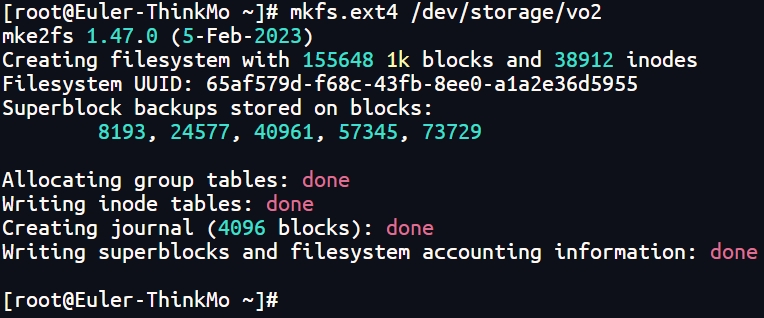 [root@Euler-ThinkMo ~]# mkfs.ext4 /dev/storage/vo2
mke2fs 1.47.0 (5-Feb-2023)
Creating filesystem with 155648 1k blocks and 38912 inodes
Filesystem UUID: 65af579d-f68c-43fb-8ee0-a1a2e36d5955
Superblock backups stored on blocks:
        8193, 24577, 40961, 57345, 73729

Allocating group tables: done
Writing inode tables: done
Creating journal (4096 blocks): done
Writing superblocks and filesystem accounting information: done

[root@Euler-ThinkMo ~]#